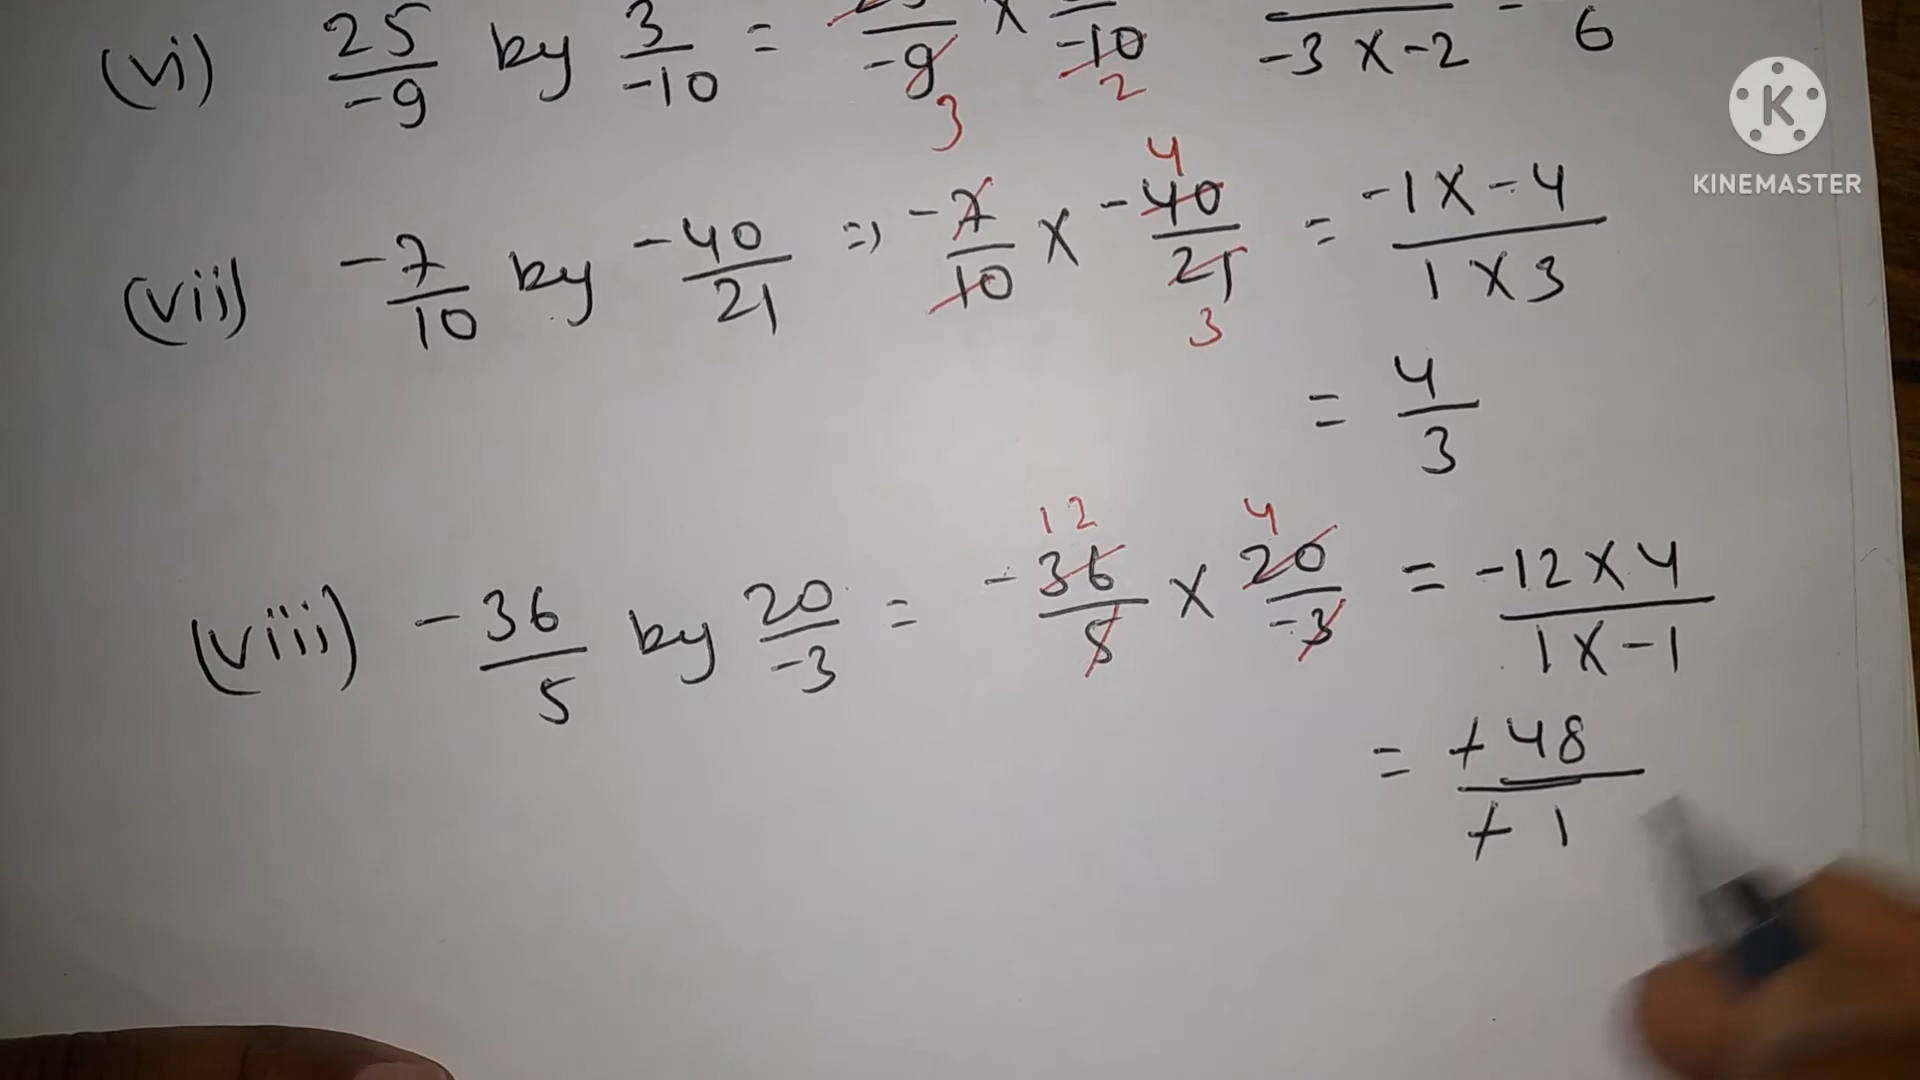 (vi) 25/-9 by 3/-10 = /-9 × /-10 /-3 × -2 = 6
3 2
K
KINEMASTER
4
(vii) -7/10 by -40/21 => -7/10 × -40/21 = -1 × -4/1 × 3
3
= 4/3
12 4
(viii) -36/5 by 20/-3 = -36/5 × 20/-3 = -12 × 4/1 × -1
= +48/+1